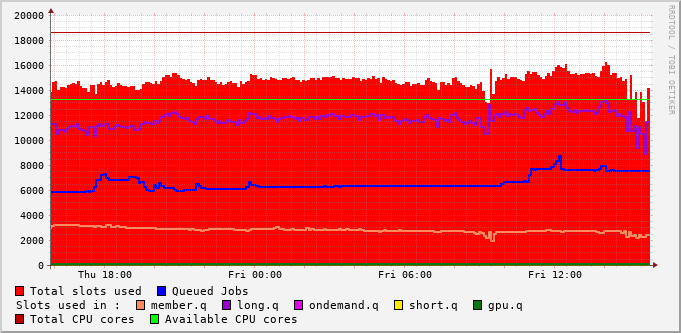 20000
18000
16000
14000
12000
10000
8000
6000
4000
2000
0
Thu 18:00 Fri 00:00 Fri 06:00 Fri 12:00
RRDTOOL / TOBI OETIKER
Total slots used Queued Jobs
Slots used in : member.q long.q ondemand.q short.q gpu.q
Total CPU cores Available CPU cores